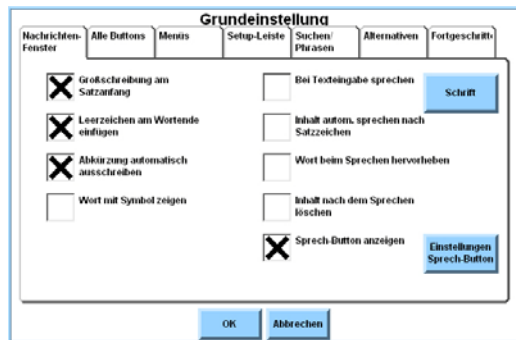 Grundeinstellung
Nachrichten-
Fenster
Alle Buttons
Menüs
Setup-Leiste
Suchen/
Phrasen
Alternativen
Fortgeschritt
Großschreibung am
Satzanfang
Leerzeichen am Wortende
einfügen
Abkürzung automatisch
ausschreiben
Wort mit Symbol zeigen
Bei Texteingabe sprechen
Schrift
Inhalt autom. sprechen nach
Satzzeichen
Wort beim Sprechen hervorheben
Inhalt nach dem Sprechen
löschen
Sprech-Button anzeigen
Einstellungen
Sprech-Button
OK
Abbrechen